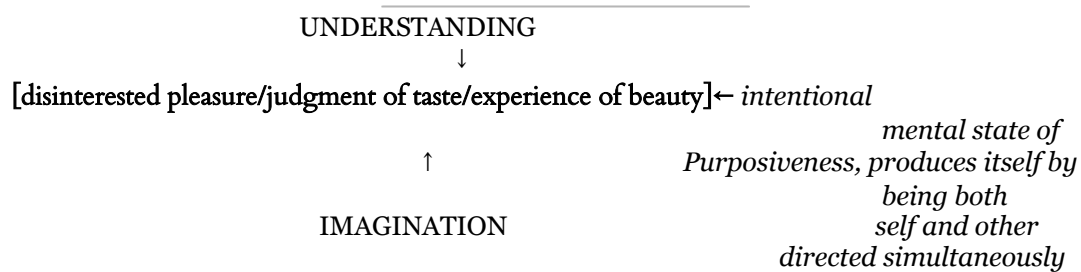 UNDERSTANDING
↓
[disinterested pleasure/judgment of taste/experience of beauty]← intentional
mental state of
↑ Purposiveness, produces itself by
being both
IMAGINATION self and other
directed simultaneously